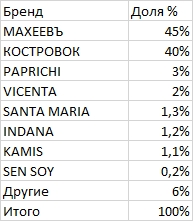 Бренд Доля %
МАХЕЕВЪ 45%
КОСТРОВОК 40%
PAPRICHI 3%
VICENTA 2%
SANTA MARIA 1,3%
INDANA 1,2%
KAMIS 1,1%
SEN SOY 0,2%
Другие 6%
Итого 100%